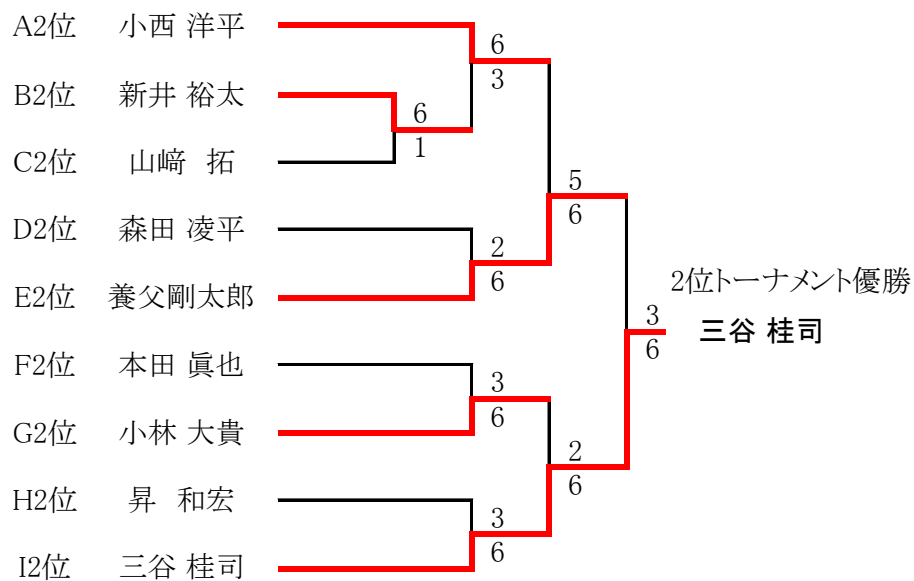 A2位 小西 洋平
6
3
B2位 新井 裕太
6
1
C2位 山﨑 拓
5
6
D2位 森田 凌平
2
6
E2位 養父剛太郎
2位トーナメント優勝
3
6
三谷 桂司
F2位 本田 眞也
3
6
G2位 小林 大貴
2
6
H2位 昇 和宏
3
6
I2位 三谷 桂司